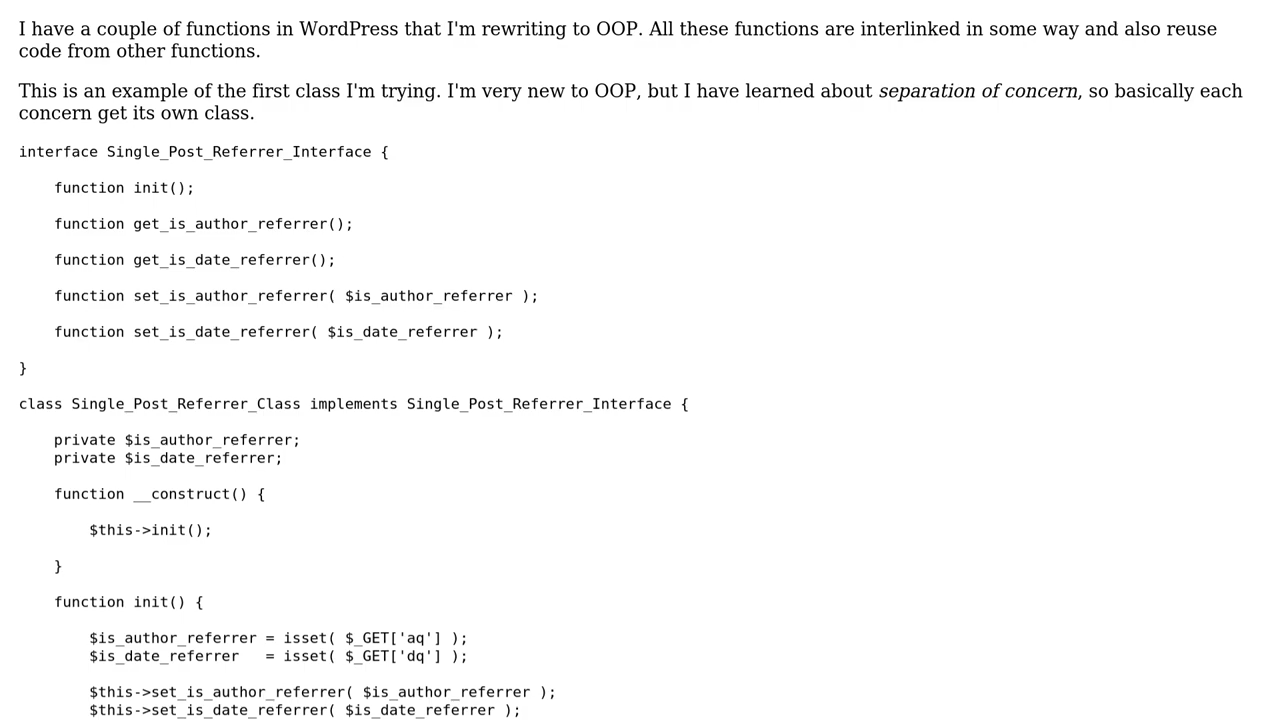 I have a couple of functions in WordPress that I'm rewriting to OOP. All these functions are interlinked in some way and also reuse
code from other functions.
This is an example of the first class I'm trying. I'm very new to OOP, but I have learned about separation of concern, so basically each
concern get its own class.
interface Single_Post_Referrer_Interface {
    function init();
    function get_is_author_referrer();
    function get_is_date_referrer();
    function set_is_author_referrer( $is_author_referrer );
    function set_is_date_referrer( $is_date_referrer );
}
class Single_Post_Referrer_Class implements Single_Post_Referrer_Interface {
    private $is_author_referrer;
    private $is_date_referrer;
    function __construct() {
        $this->init();
    }
    function init() {
        $is_author_referrer = isset( $_GET['aq'] );
        $is_date_referrer   = isset( $_GET['dq'] );
        $this->set_is_author_referrer( $is_author_referrer );
        $this->set_is_date_referrer( $is_date_referrer );